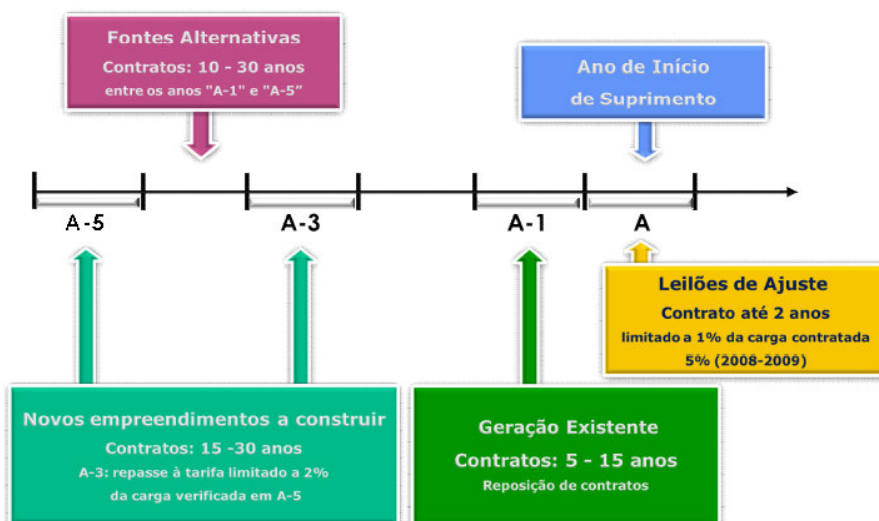 Fontes Alternativas
Contratos: 10 - 30 anos
entre os anos "A-1" e "A-5"
Ano de Início
de Suprimento
A-5
A-3
A-1
A
Leilões de Ajuste
Contrato até 2 anos
limitado a 1% da carga contratada
5% (2008-2009)
Novos empreendimentos a construir
Contratos: 15 -30 anos
A-3: repasse à tarifa limitado a 2%
da carga verificada em A-5
Geração Existente
Contratos: 5 - 15 anos
Reposição de contratos